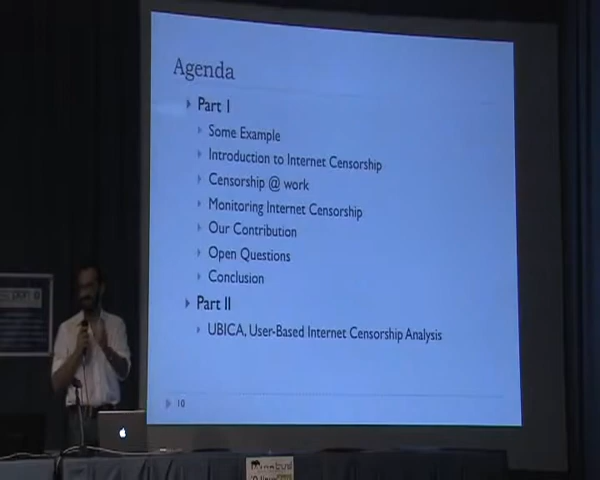 Agenda
Part I
Some Example
Introduction to Internet Censorship
Censorship @ work
Monitoring Internet Censorship
Our Contribution
Open Questions
Conclusion
Part II
UBICA, User-Based Internet Censorship Analysis
10